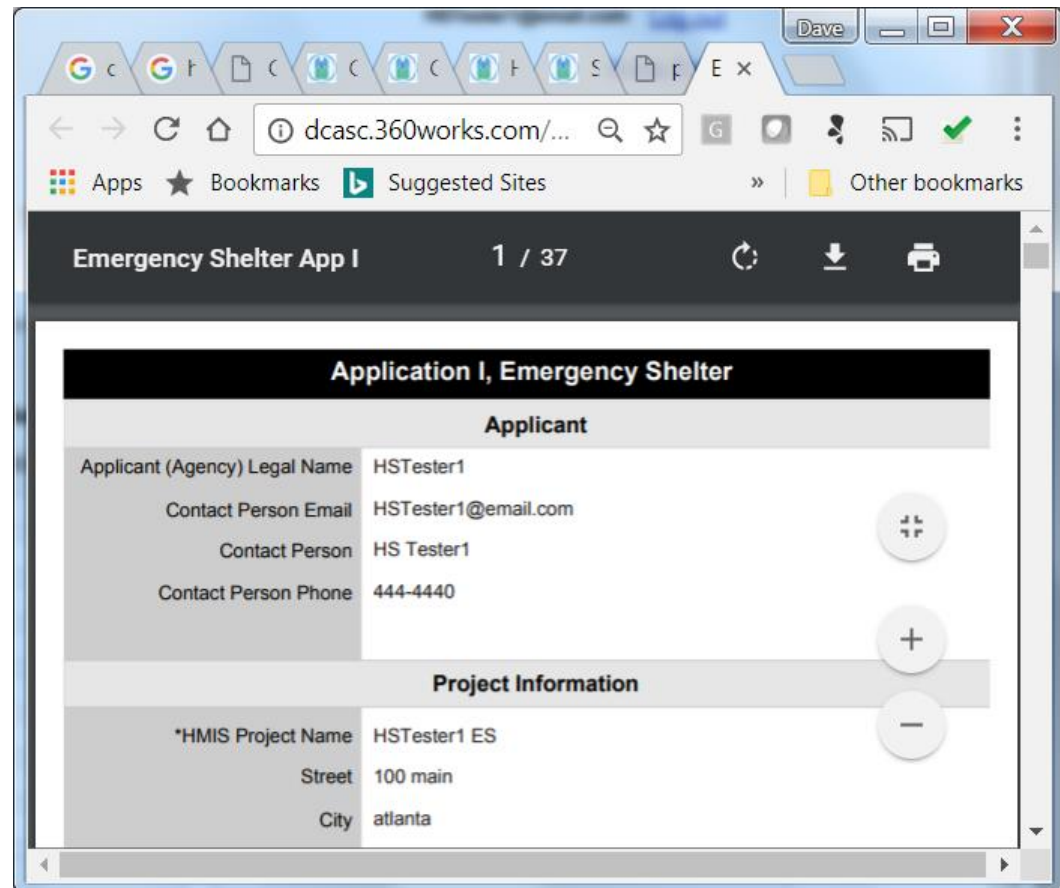 Dave
G c
G
C
C
C
S
E ×
dcasc.360works.com/...
G
Apps Bookmarks Suggested Sites » Other bookmarks
Emergency Shelter App I 1 / 37
Application I, Emergency Shelter
Applicant
Applicant (Agency) Legal Name HSTester1
Contact Person Email HSTester1@email.com
Contact Person HS Tester1
Contact Person Phone 444-4440
Project Information
*HMIS Project Name HSTester1 ES
Street 100 main
City atlanta